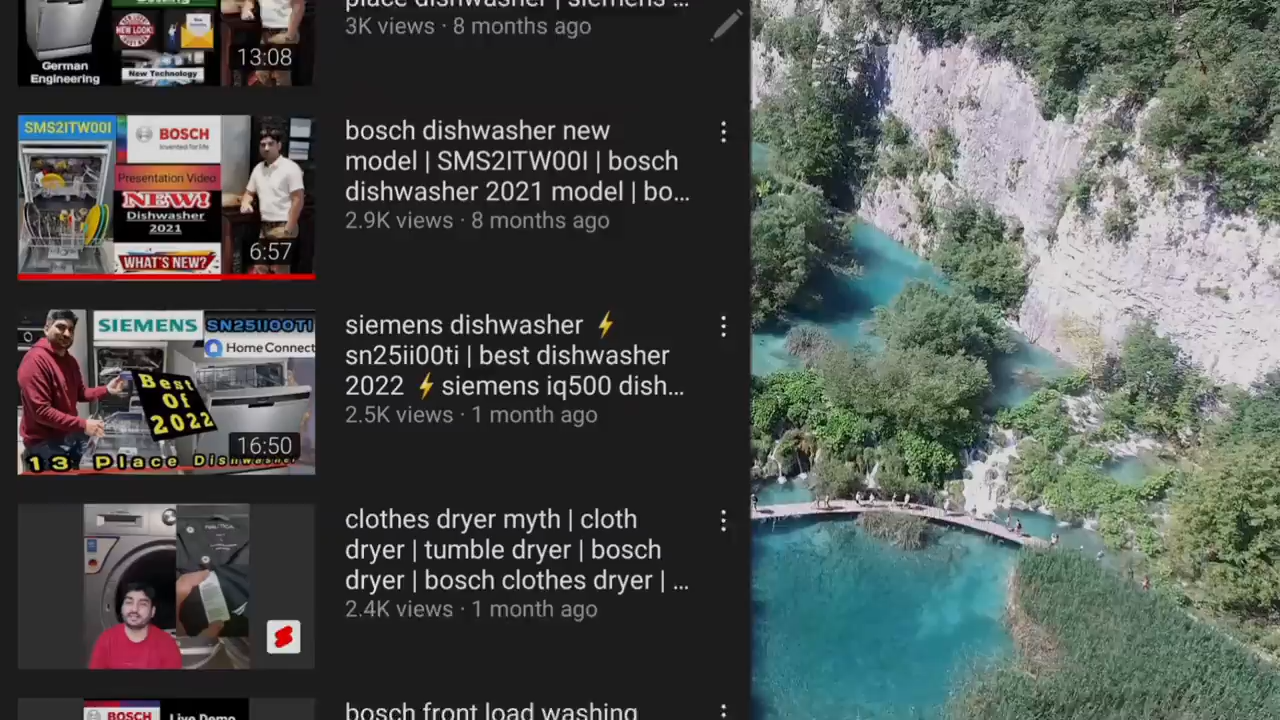 place dishwasher | siemens ...
3K views · 8 months ago
NEW LOOK!
13:08
German
Engineering
New Technology
SMS2ITW00I
BOSCH
Invented for life
Presentation Video
NEW!
Dishwasher
2021
WHAT'S NEW?
6:57
bosch dishwasher new
model | SMS2ITW00I | bosch
dishwasher 2021 model | bo...
2.9K views · 8 months ago
SIEMENS
SN25II00TI
Home Connect
Best
Of
2022
16:50
13 Place Dishwasher
siemens dishwasher ⚡
sn25ii00ti | best dishwasher
2022 ⚡siemens iq500 dish...
2.5K views · 1 month ago
NAUTICA
clothes dryer myth | cloth
dryer | tumble dryer | bosch
dryer | bosch clothes dryer | ...
2.4K views · 1 month ago
BOSCH
Live Demo
bosch front load washing